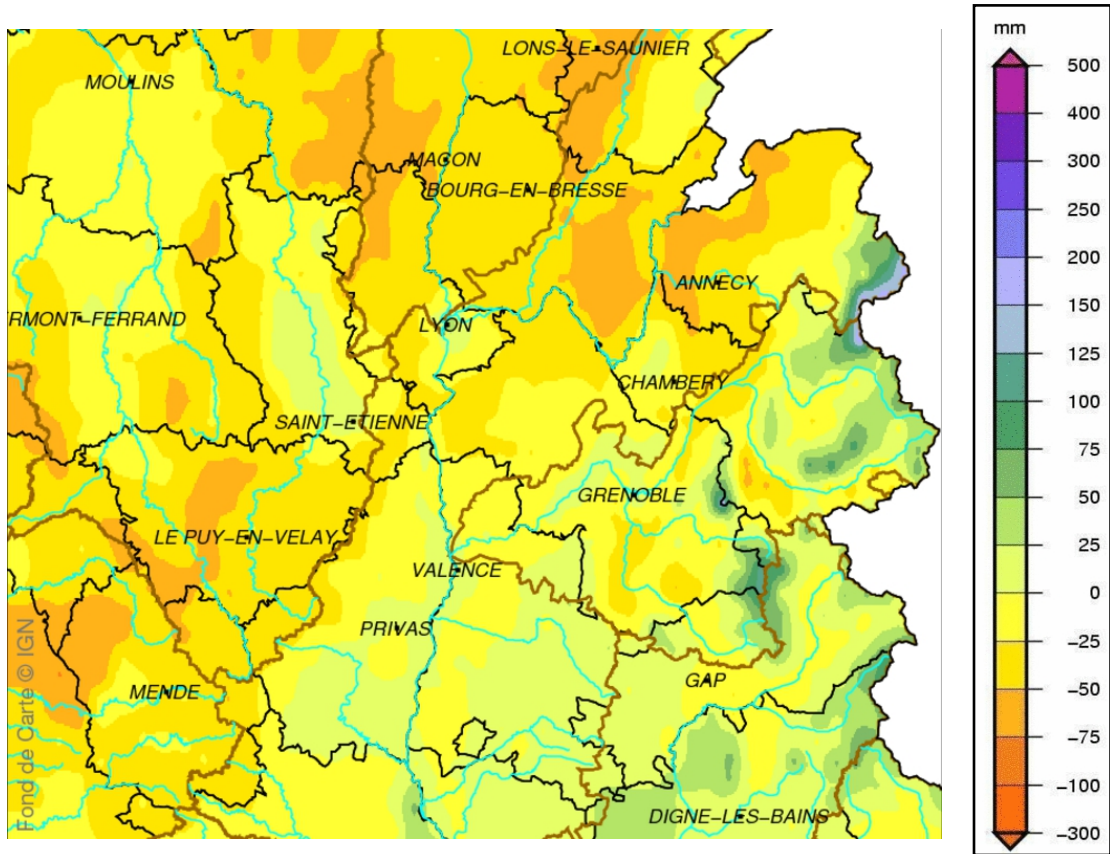 mm
LONS-LE-SAUNIER
MOULINS
MACON
BOURG-EN-BRESSE
ANNECY
ERMONT-FERRAND
LYON
CHAMBERY
SAINT-ETIENNE
GRENOBLE
LE PUY-EN-VELAY
VALENCE
PRIVAS
GAP
MENDE
DIGNE-LES-BAINS
Fond de Carte © IGN
500
400
300
250
200
150
125
100
75
50
25
0
-25
-50
-75
-100
-300